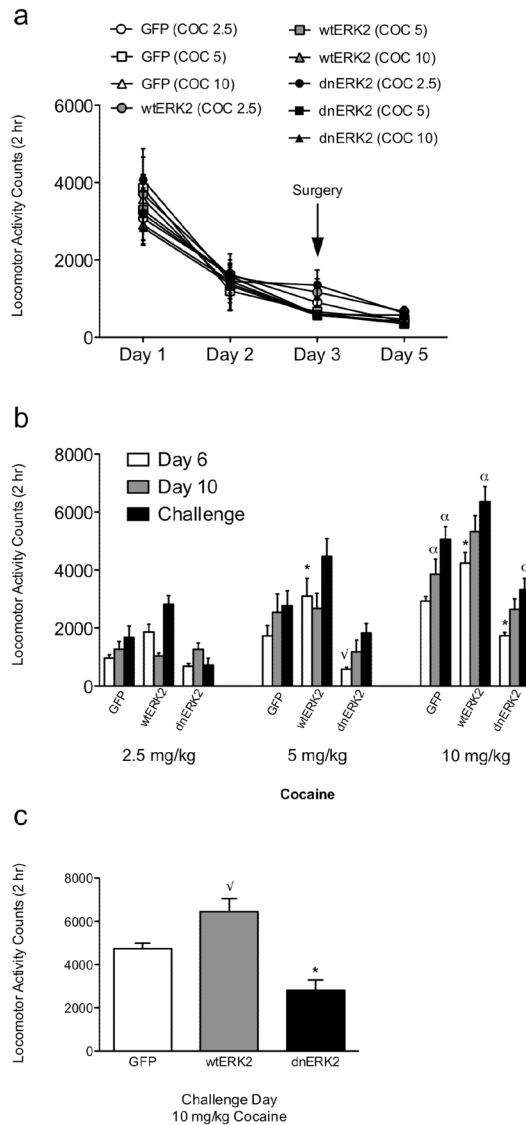 a
GFP (COC 2.5)
GFP (COC 5)
GFP (COC 10)
wtERK2 (COC 2.5)
wtERK2 (COC 5)
wtERK2 (COC 10)
dnERK2 (COC 2.5)
dnERK2 (COC 5)
dnERK2 (COC 10)
Locomotor Activity Counts (2 hr)
6000
4000
2000
0
Surgery
Day 1 Day 2 Day 3 Day 5
b
Locomotor Activity Counts (2 hr)
8000
6000
4000
2000
0
Day 6
Day 10
Challenge
* √ α α * α * α
GFP wtERK2 dnERK2 GFP wtERK2 dnERK2 GFP wtERK2 dnERK2
2.5 mg/kg 5 mg/kg 10 mg/kg
Cocaine
c
Locomotor Activity Counts (2 hr)
8000
6000
4000
2000
0
√
*
GFP wtERK2 dnERK2
Challenge Day
10 mg/kg Cocaine